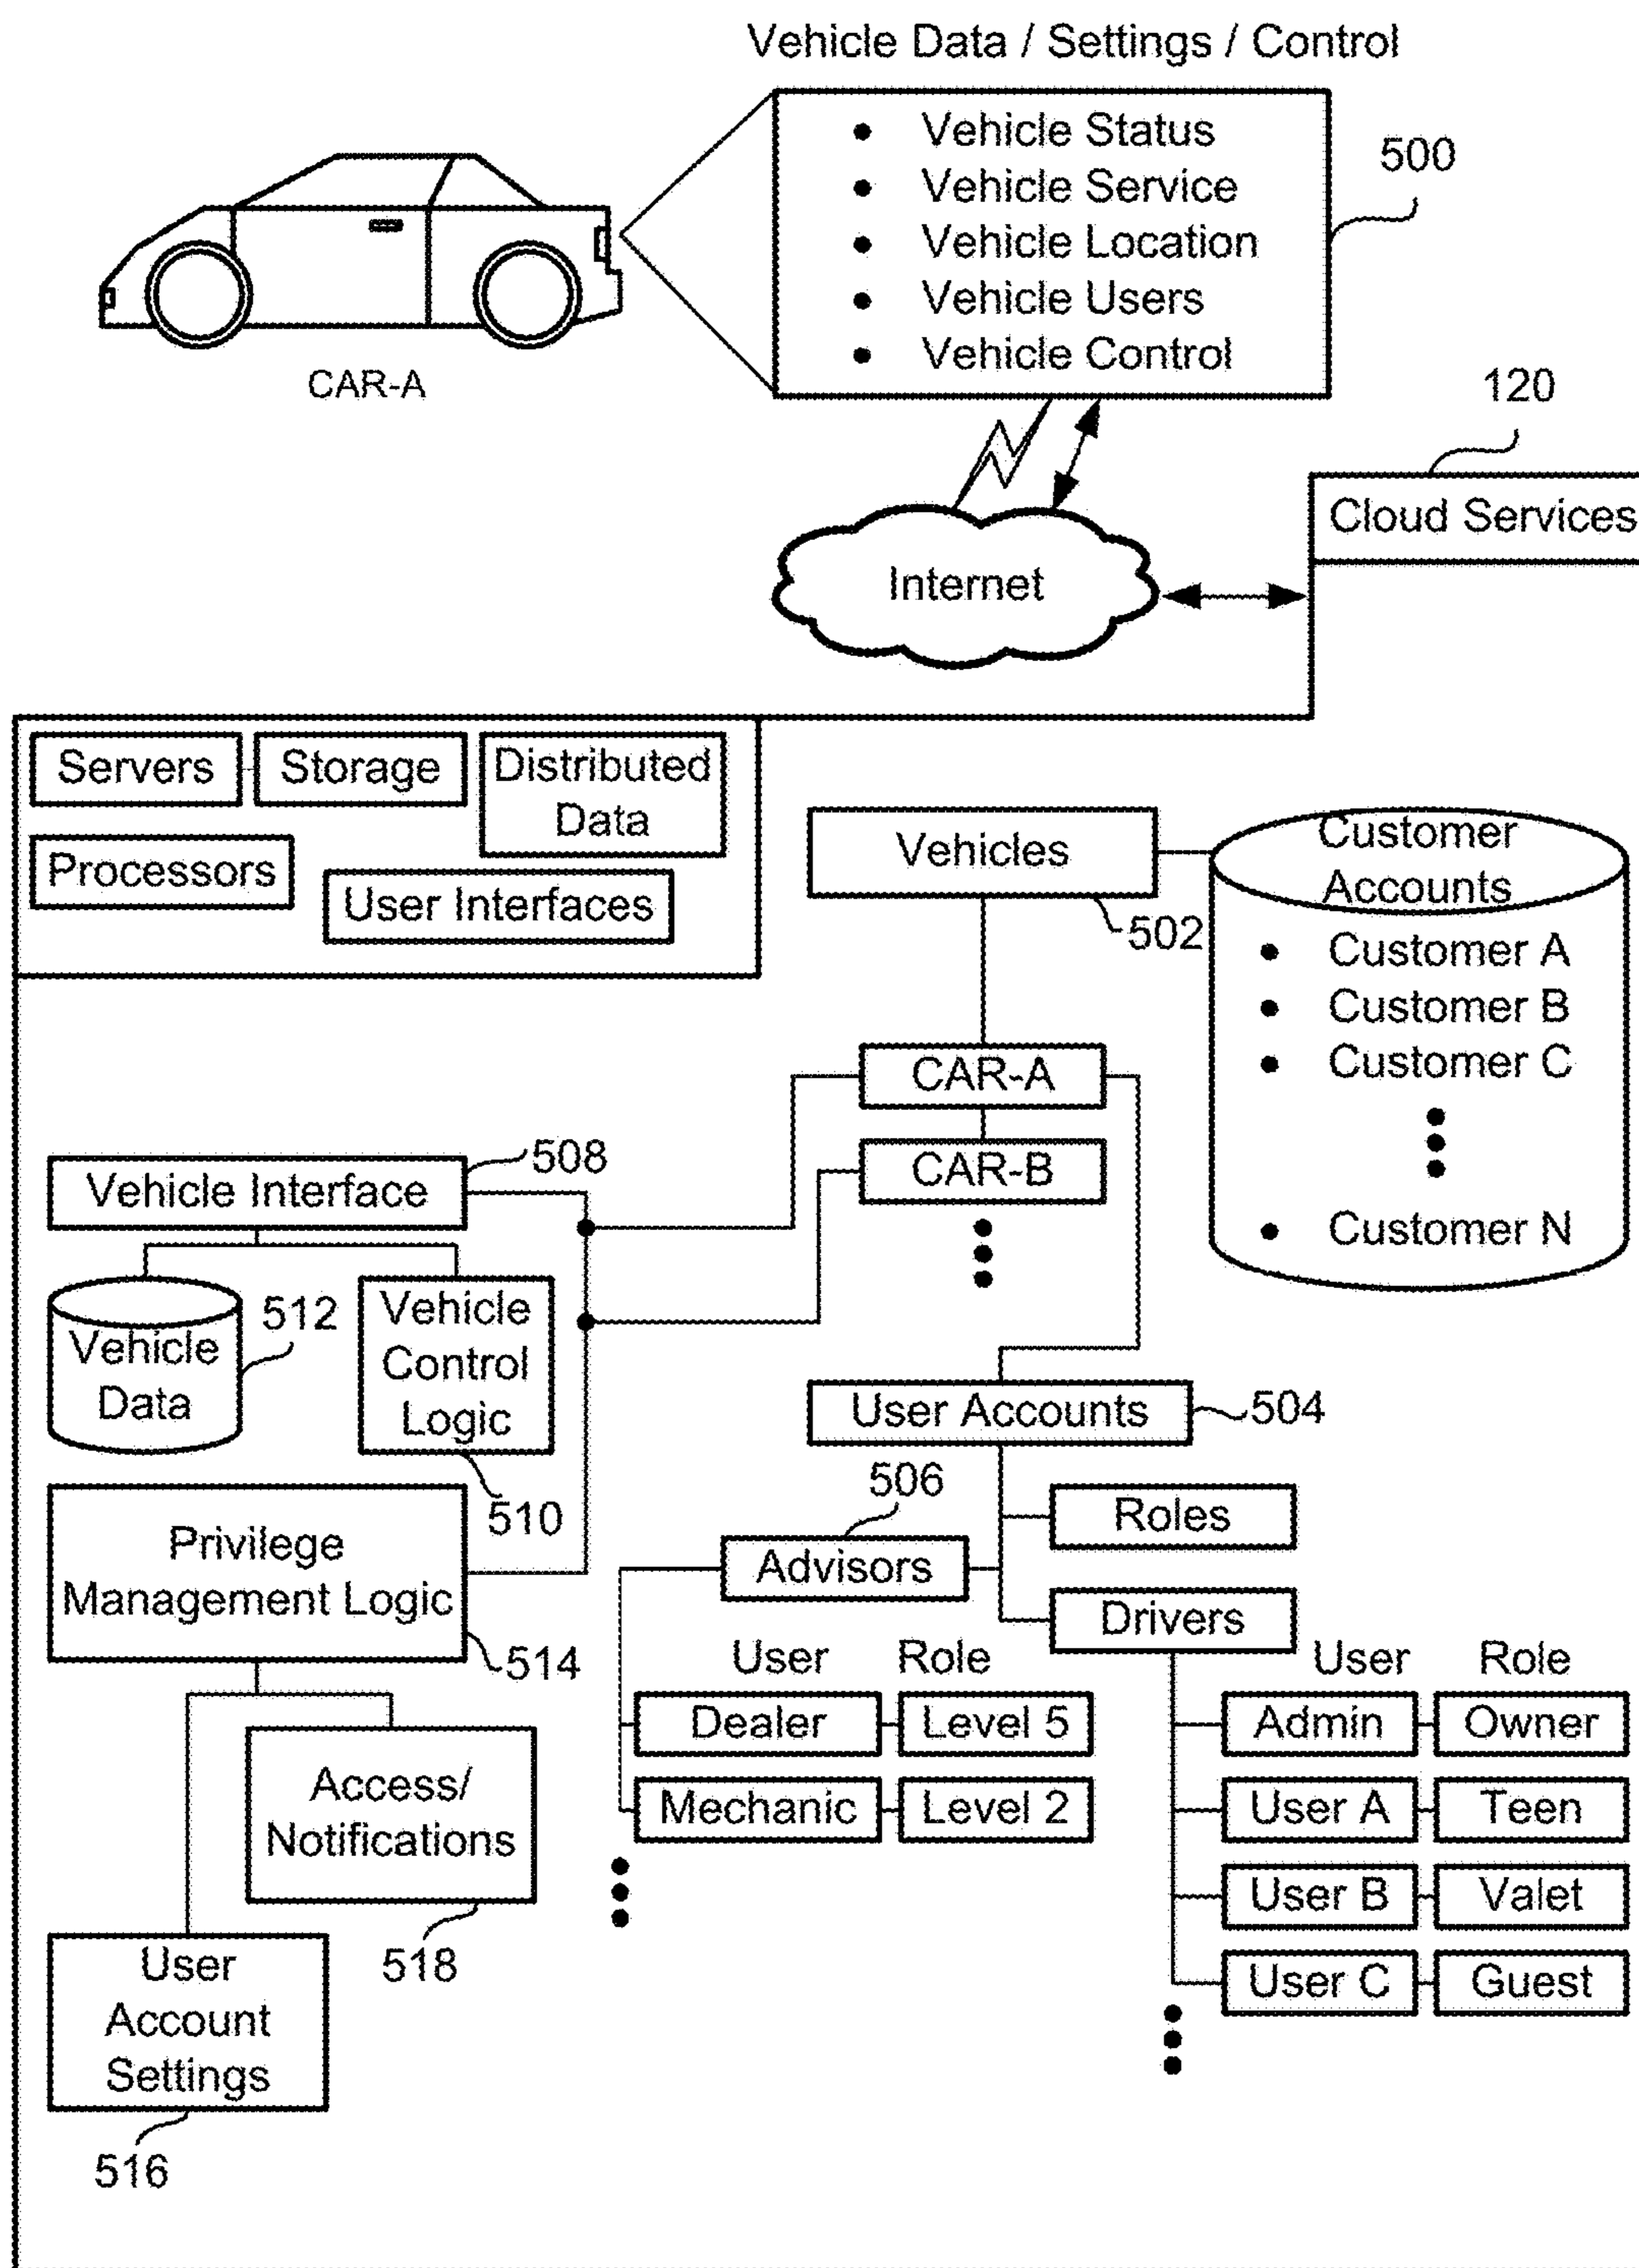 Vehicle Data / Settings / Control
• Vehicle Status
• Vehicle Service
• Vehicle Location
• Vehicle Users
• Vehicle Control
500
CAR-A
120
Cloud Services
Internet
Servers
Storage
Distributed
Data
Processors
User Interfaces
Vehicles
502
Customer
Accounts
• Customer A
• Customer B
• Customer C
• Customer N
CAR-A
CAR-B
Vehicle Interface
508
Vehicle
Data
512
Vehicle
Control
Logic
510
User Accounts
504
506
Advisors
Roles
Drivers
Privilege
Management Logic
514
User Role
Dealer Level 5
Mechanic Level 2
User Role
Admin Owner
User A Teen
User B Valet
User C Guest
Access/
Notifications
518
User
Account
Settings
516